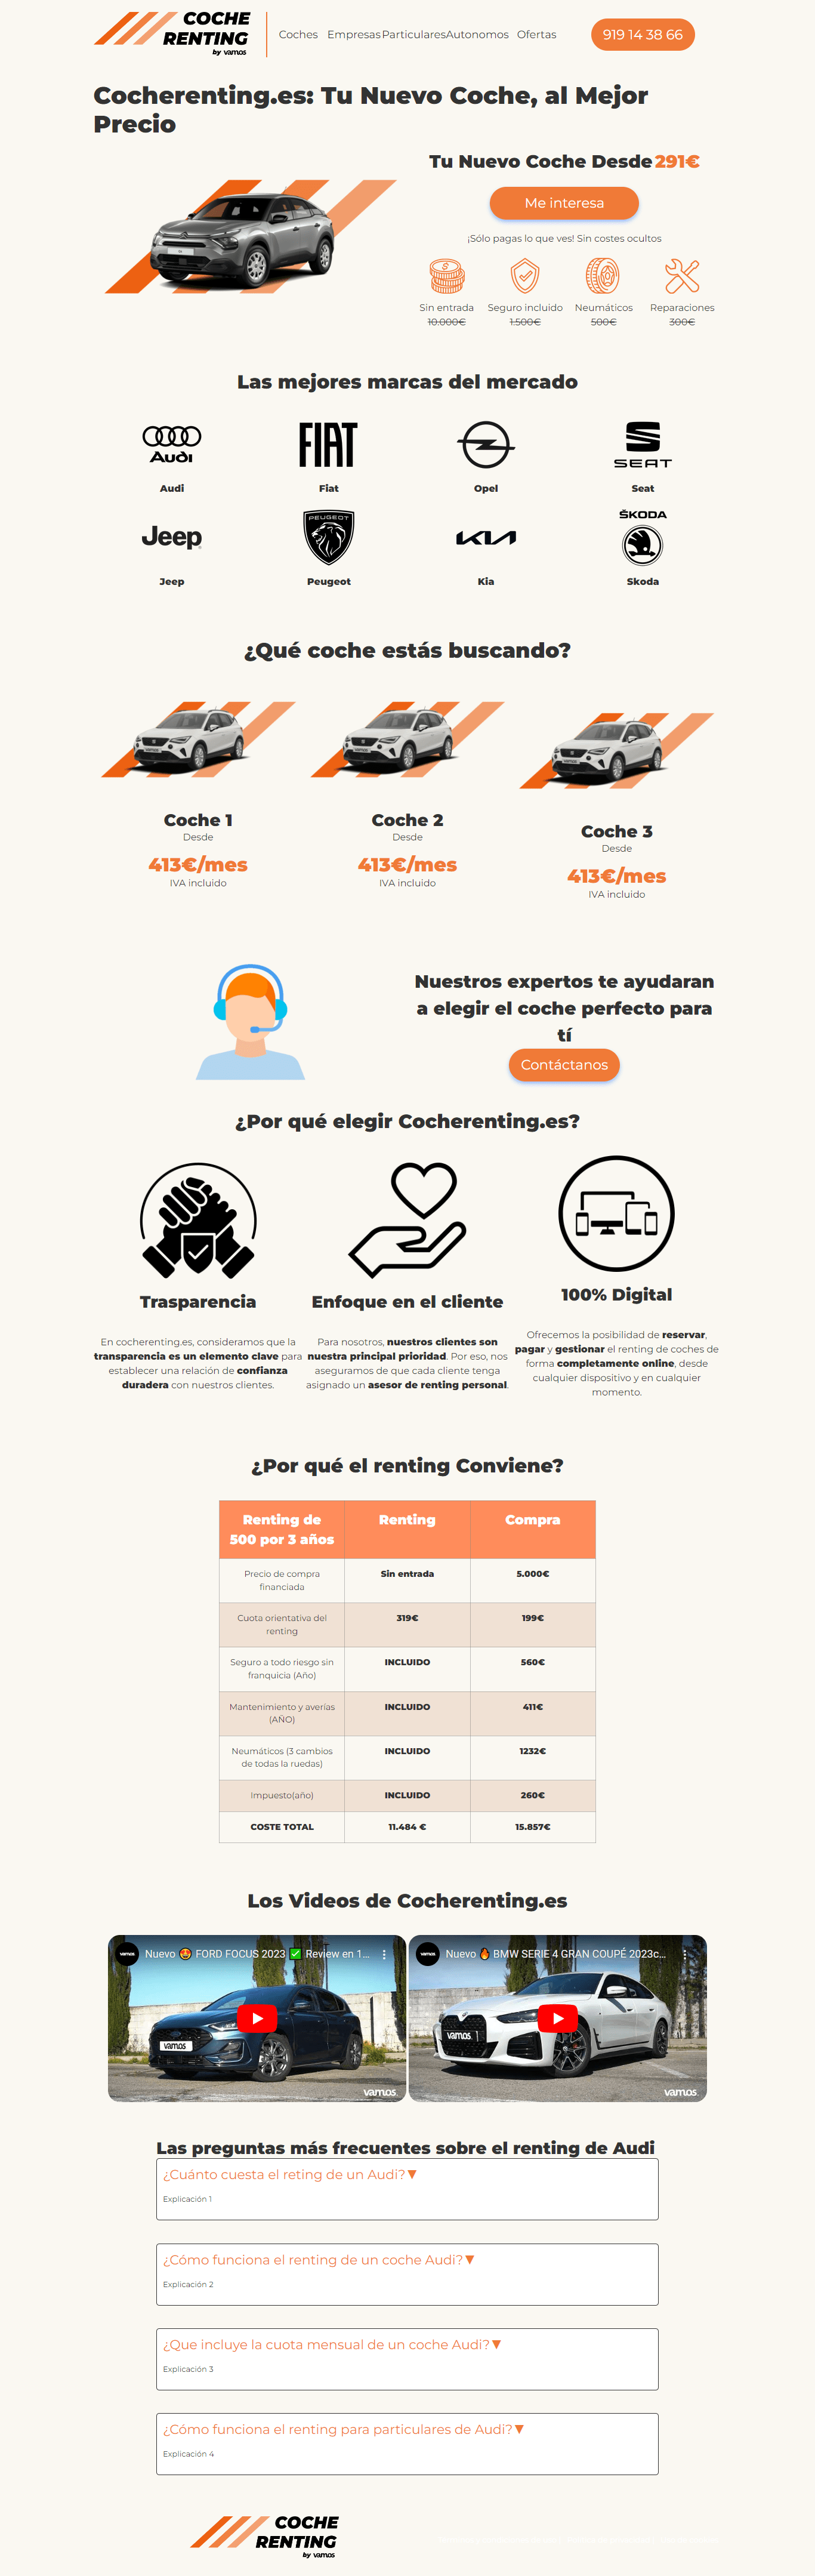 COCHE
RENTING
by vamos
Coches Empresas Particulares Autonomos Ofertas
919 14 38 66
Cocherenting.es: Tu Nuevo Coche, al Mejor
Precio
Tu Nuevo Coche Desde 291€
Me interesa
¡Sólo pagas lo que ves! Sin costes ocultos
Sin entrada Seguro incluido Neumáticos Reparaciones
10.000€ 1.500€ 500€ 300€
Las mejores marcas del mercado
Audi
FIAT
SEAT
Audi Fiat Opel Seat
Jeep
PEUGEOT
KIA
ŠKODA
Jeep Peugeot Kia Skoda
¿Qué coche estás buscando?
Coche 1
Desde
413€/mes
IVA incluido
Coche 2
Desde
413€/mes
IVA incluido
Coche 3
Desde
413€/mes
IVA incluido
Nuestros expertos te ayudaran
a elegir el coche perfecto para
tí
Contáctanos
¿Por qué elegir Cocherenting.es?
Trasparencia
En cocherenting.es, consideramos que la
transparencia es un elemento clave para
establecer una relación de confianza
duradera con nuestros clientes.
Enfoque en el cliente
Para nosotros, nuestros clientes son
nuestra principal prioridad. Por eso, nos
aseguramos de que cada cliente tenga
asignado un asesor de renting personal.
100% Digital
Ofrecemos la posibilidad de reservar,
pagar y gestionar el renting de coches de
forma completamente online, desde
cualquier dispositivo y en cualquier
momento.
¿Por qué el renting Conviene?
Renting de
500 por 3 años
Renting
Compra
Precio de compra
financiada
Sin entrada
5.000€
Cuota orientativa del
renting
319€
199€
Seguro a todo riesgo sin
franquicia (Año)
INCLUIDO
560€
Mantenimiento y averías
(AÑO)
INCLUIDO
411€
Neumáticos (3 cambios
de todas la ruedas)
INCLUIDO
1232€
Impuesto(año)
INCLUIDO
260€
COSTE TOTAL
11.484 €
15.857€
Los Videos de Cocherenting.es
vamos
Nuevo 🤩 FORD FOCUS 2023 ✅ Review en 1...
vamos.
vamos.
vamos
Nuevo 🔥 BMW SERIE 4 GRAN COUPÉ 2023c...
vamos.
vamos.
Las preguntas más frecuentes sobre el renting de Audi
¿Cuánto cuesta el reting de un Audi?▼
Explicación 1
¿Cómo funciona el renting de un coche Audi?▼
Explicación 2
¿Que incluye la cuota mensual de un coche Audi?▼
Explicación 3
¿Cómo funciona el renting para particulares de Audi?▼
Explicación 4
COCHE
RENTING
by vamos